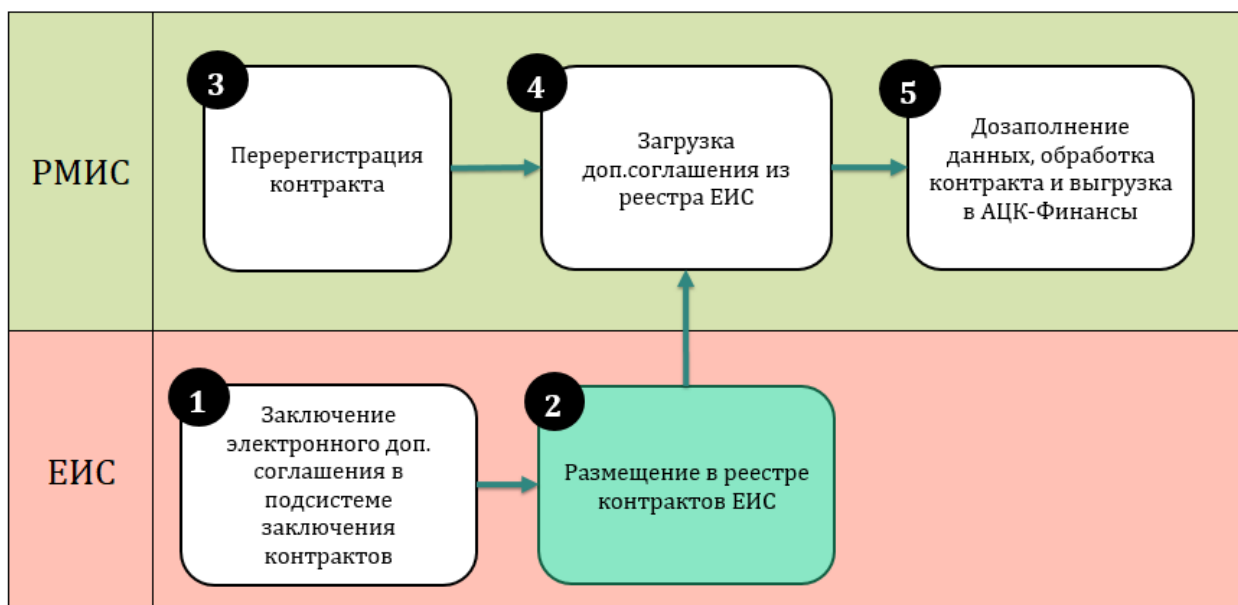 РМИС
3
Перерегистрация
контракта
4
Загрузка
доп.соглашения из
реестра ЕИС
5
Дозаполнение
данных, обработка
контракта и выгрузка
в АЦК-Финансы
ЕИС
1
Заключение
электронного доп.
соглашения в
подсистеме
заключения
контрактов
2
Размещение в реестре
контрактов ЕИС